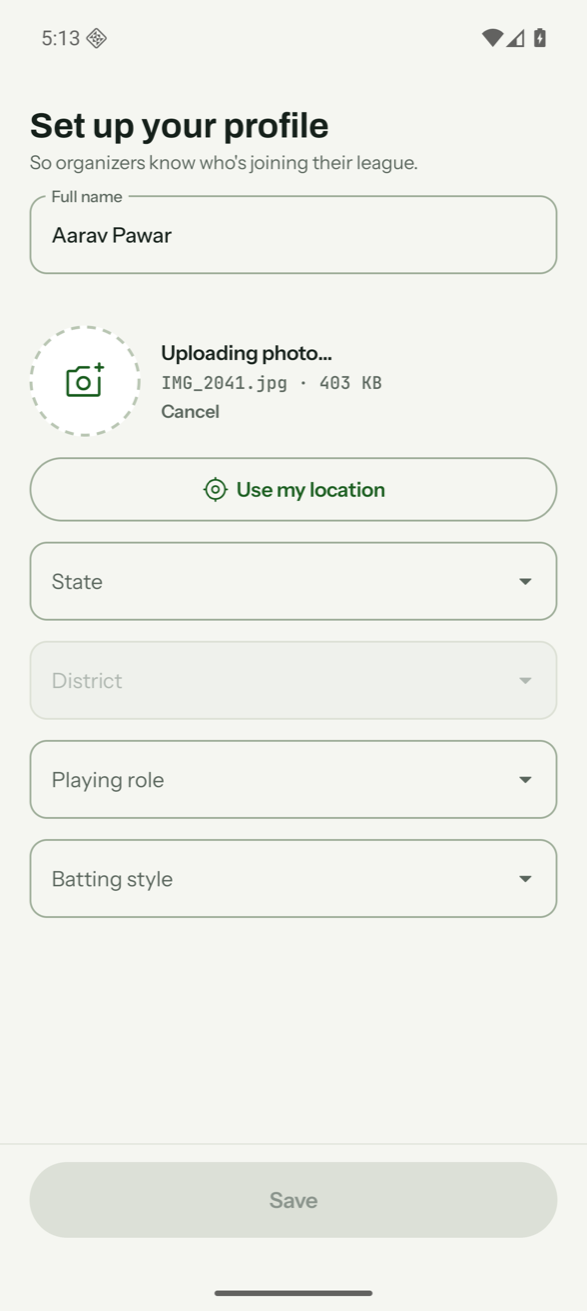 5:13
Set up your profile
So organizers know who's joining their league.
Full name
Aarav Pawar
Uploading photo...
IMG_2041.jpg · 403 KB
Cancel
Use my location
State
District
Playing role
Batting style
Save